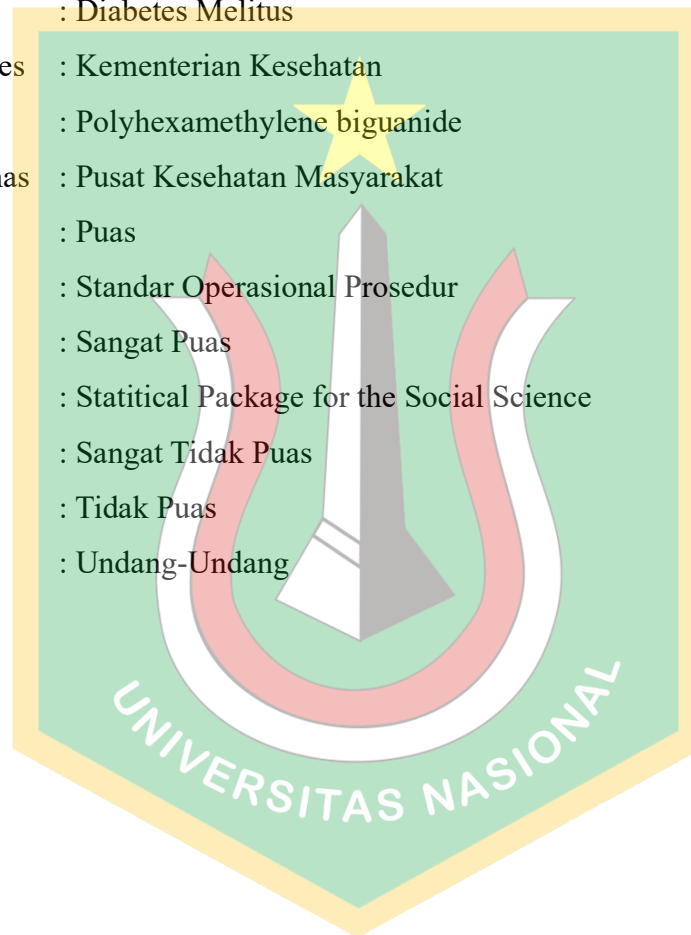 : Diabetes Melitus
es : Kementerian Kesehatan
: Polyhexamethylene biguanide
nas : Pusat Kesehatan Masyarakat
: Puas
: Standar Operasional Prosedur
: Sangat Puas
: Statitical Package for the Social Science
: Sangat Tidak Puas
: Tidak Puas
: Undang-Undang
UNIVERSITAS NASIONAL